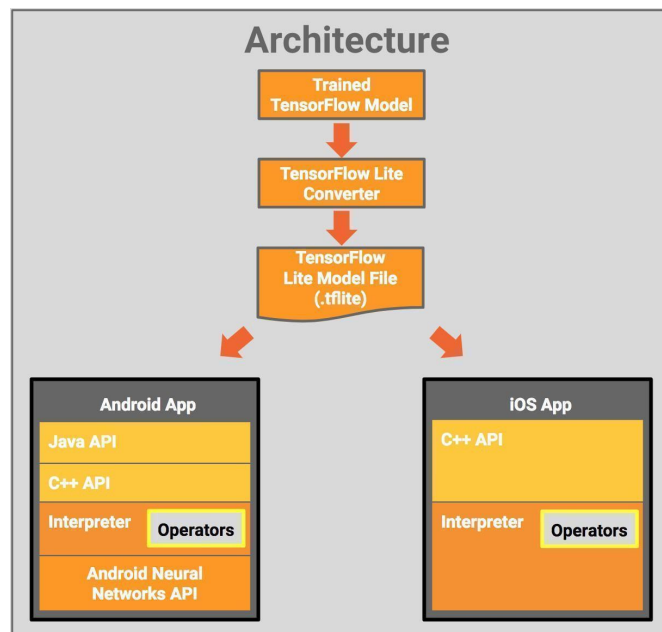 Architecture
Trained
TensorFlow Model
TensorFlow Lite
Converter
TensorFlow
Lite Model File
(.tflite)
Android App
Java API
C++ API
Interpreter
Operators
Android Neural
Networks API
iOS App
C++ API
Interpreter
Operators